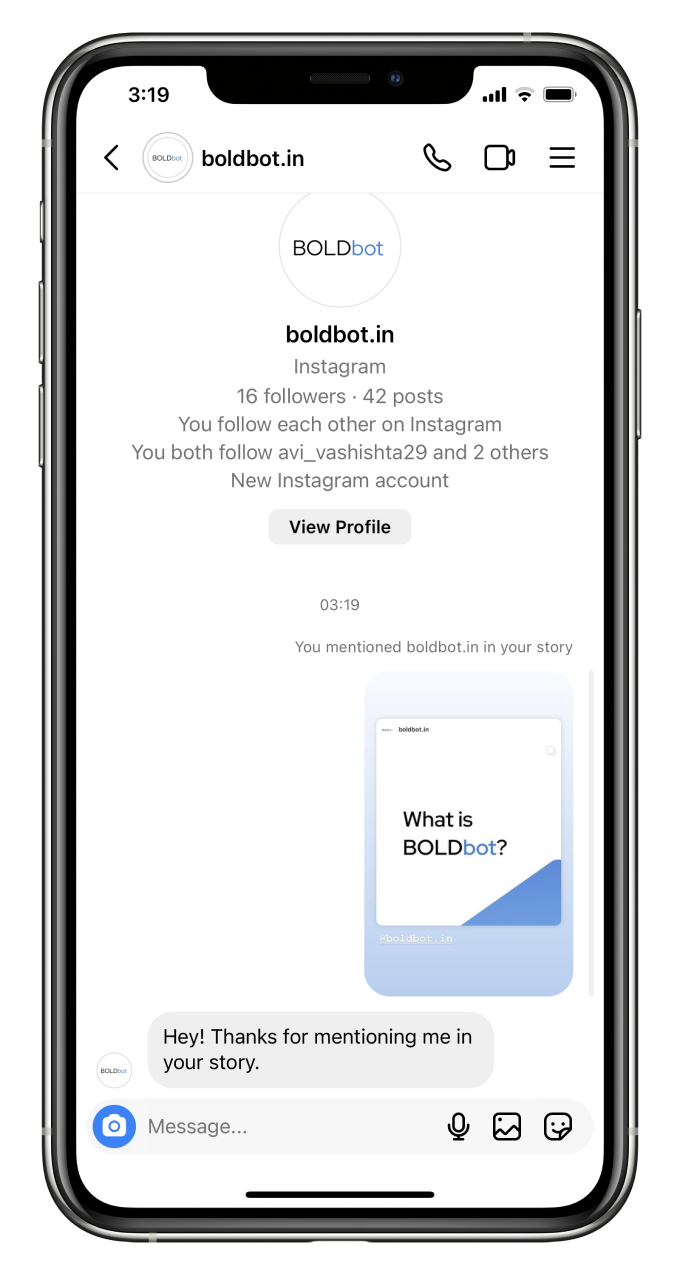 3:19
BOLDbot
boldbot.in
BOLDbot
boldbot.in
Instagram
16 followers · 42 posts
You follow each other on Instagram
You both follow avi_vashishta29 and 2 others
New Instagram account
View Profile
03:19
You mentioned boldbot.in in your story
boldbot.in
What is
BOLDbot?
@boldbot.in
Hey! Thanks for mentioning me in
your story.
BOLDbot
Message...